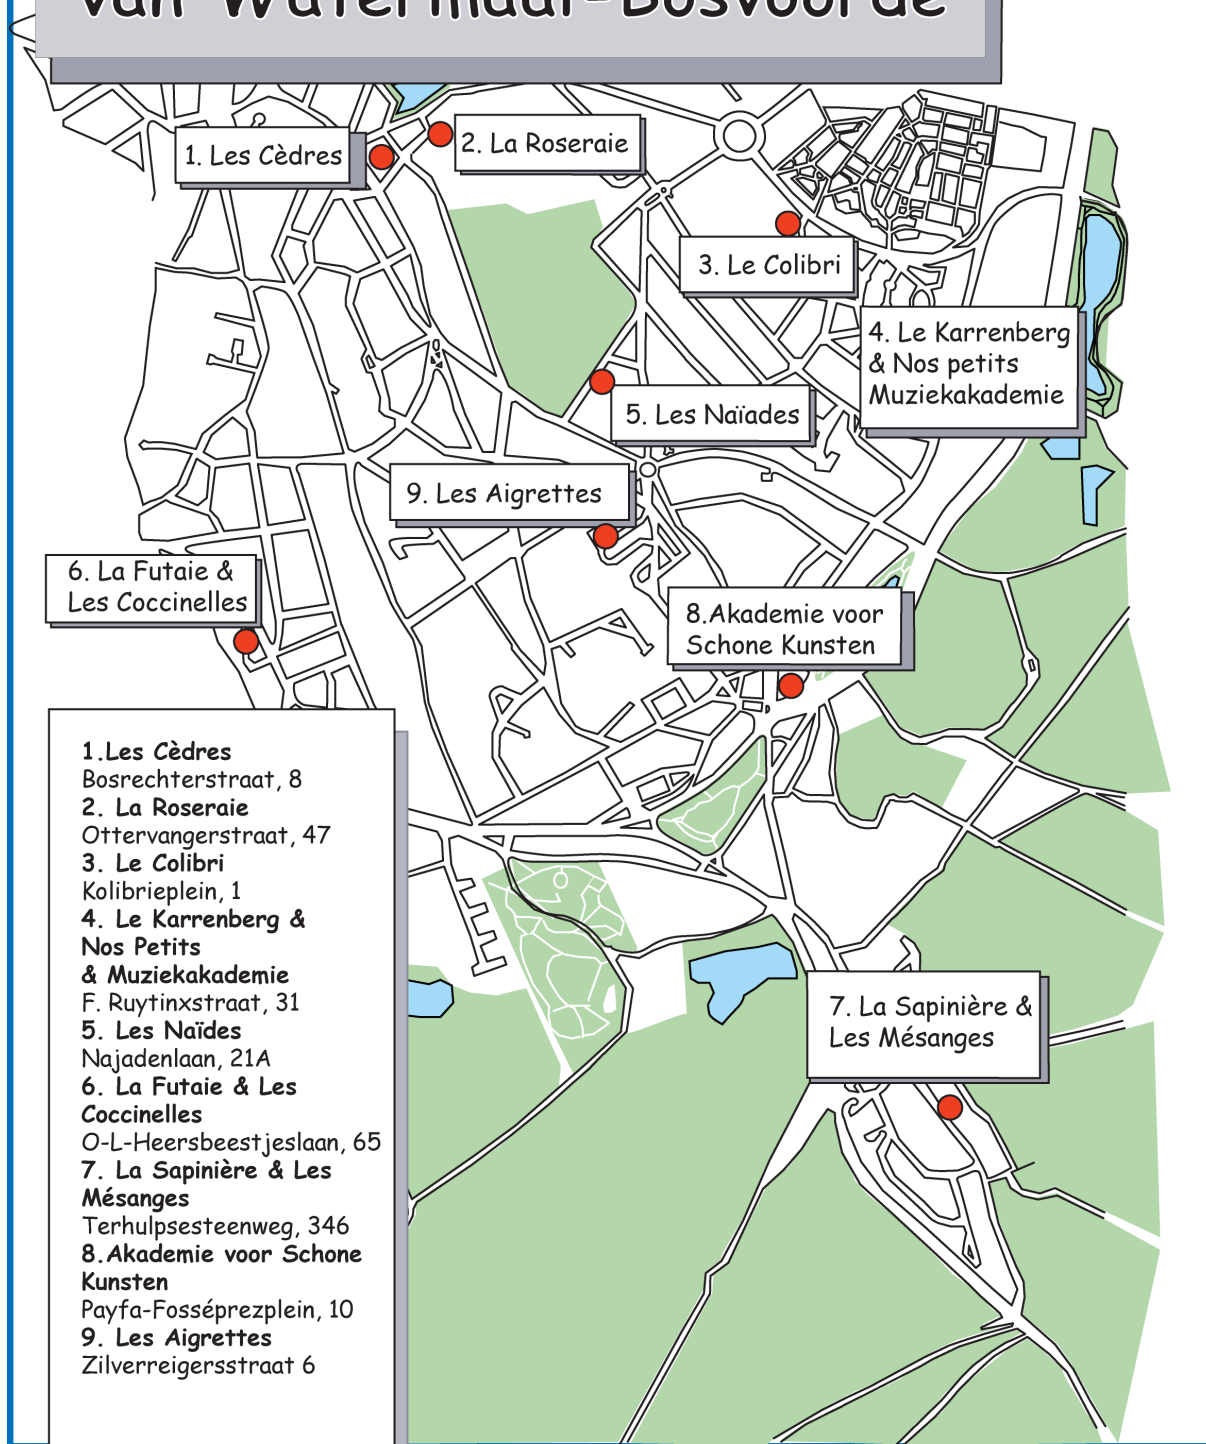 van Watermaal-Bosvoorde
1. Les Cèdres
2. La Roseraie
3. Le Colibri
4. Le Karrenberg
& Nos petits
Muziekakademie
5. Les Naïades
9. Les Aigrettes
6. La Futaie &
Les Coccinelles
8.Akademie voor
Schone Kunsten
7. La Sapinière &
Les Mésanges
1.Les Cèdres
Bosrechterstraat, 8
2. La Roseraie
Ottervangerstraat, 47
3. Le Colibri
Kolibrieplein, 1
4. Le Karrenberg &
Nos Petits
& Muziekakademie
F. Ruytinxstraat, 31
5. Les Naïdes
Najadenlaan, 21A
6. La Futaie & Les
Coccinelles
O-L-Heersbeestjeslaan, 65
7. La Sapinière & Les
Mésanges
Terhulpsesteenweg, 346
8.Akademie voor Schone
Kunsten
Payfa-Fosséprezplein, 10
9. Les Aigrettes
Zilverreigersstraat 6